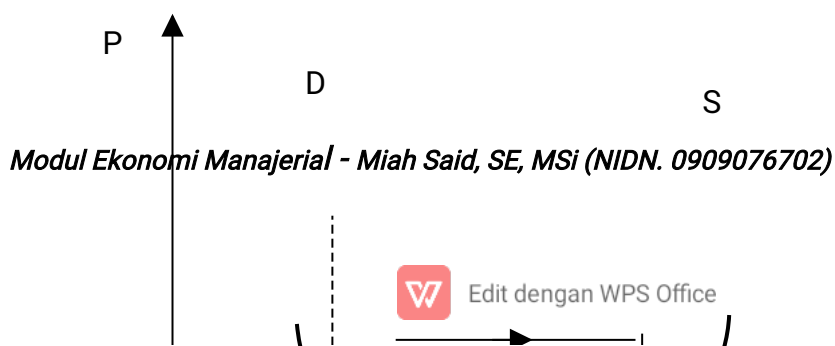 P
D
S
Modul Ekonomi Manajerial - Miah Said, SE, MSi (NIDN. 0909076702)
Edit dengan WPS Office